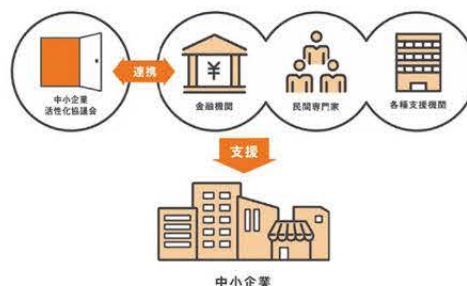 連携
¥
中小企業
活性化協議会
金融機関
民間専門家
各種支援機関
支援
中小企業